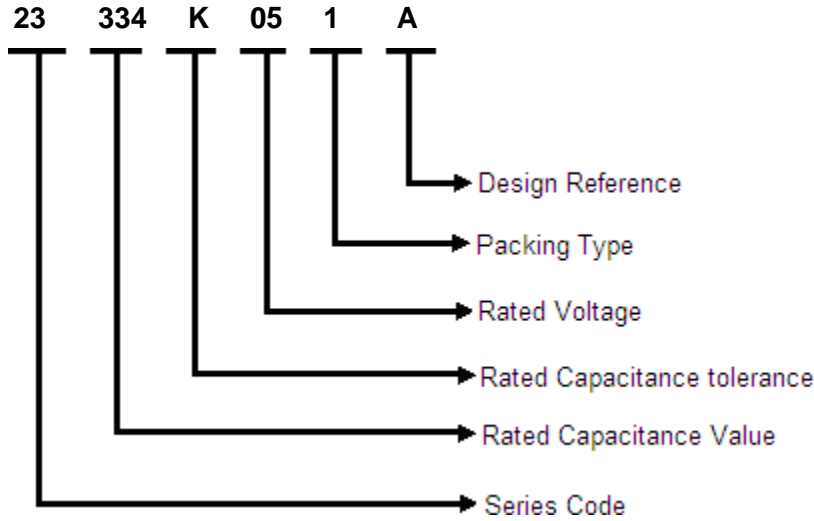 23 334 K 05 1 A
Design Reference
Packing Type
Rated Voltage
Rated Capacitance tolerance
Rated Capacitance Value
Series Code